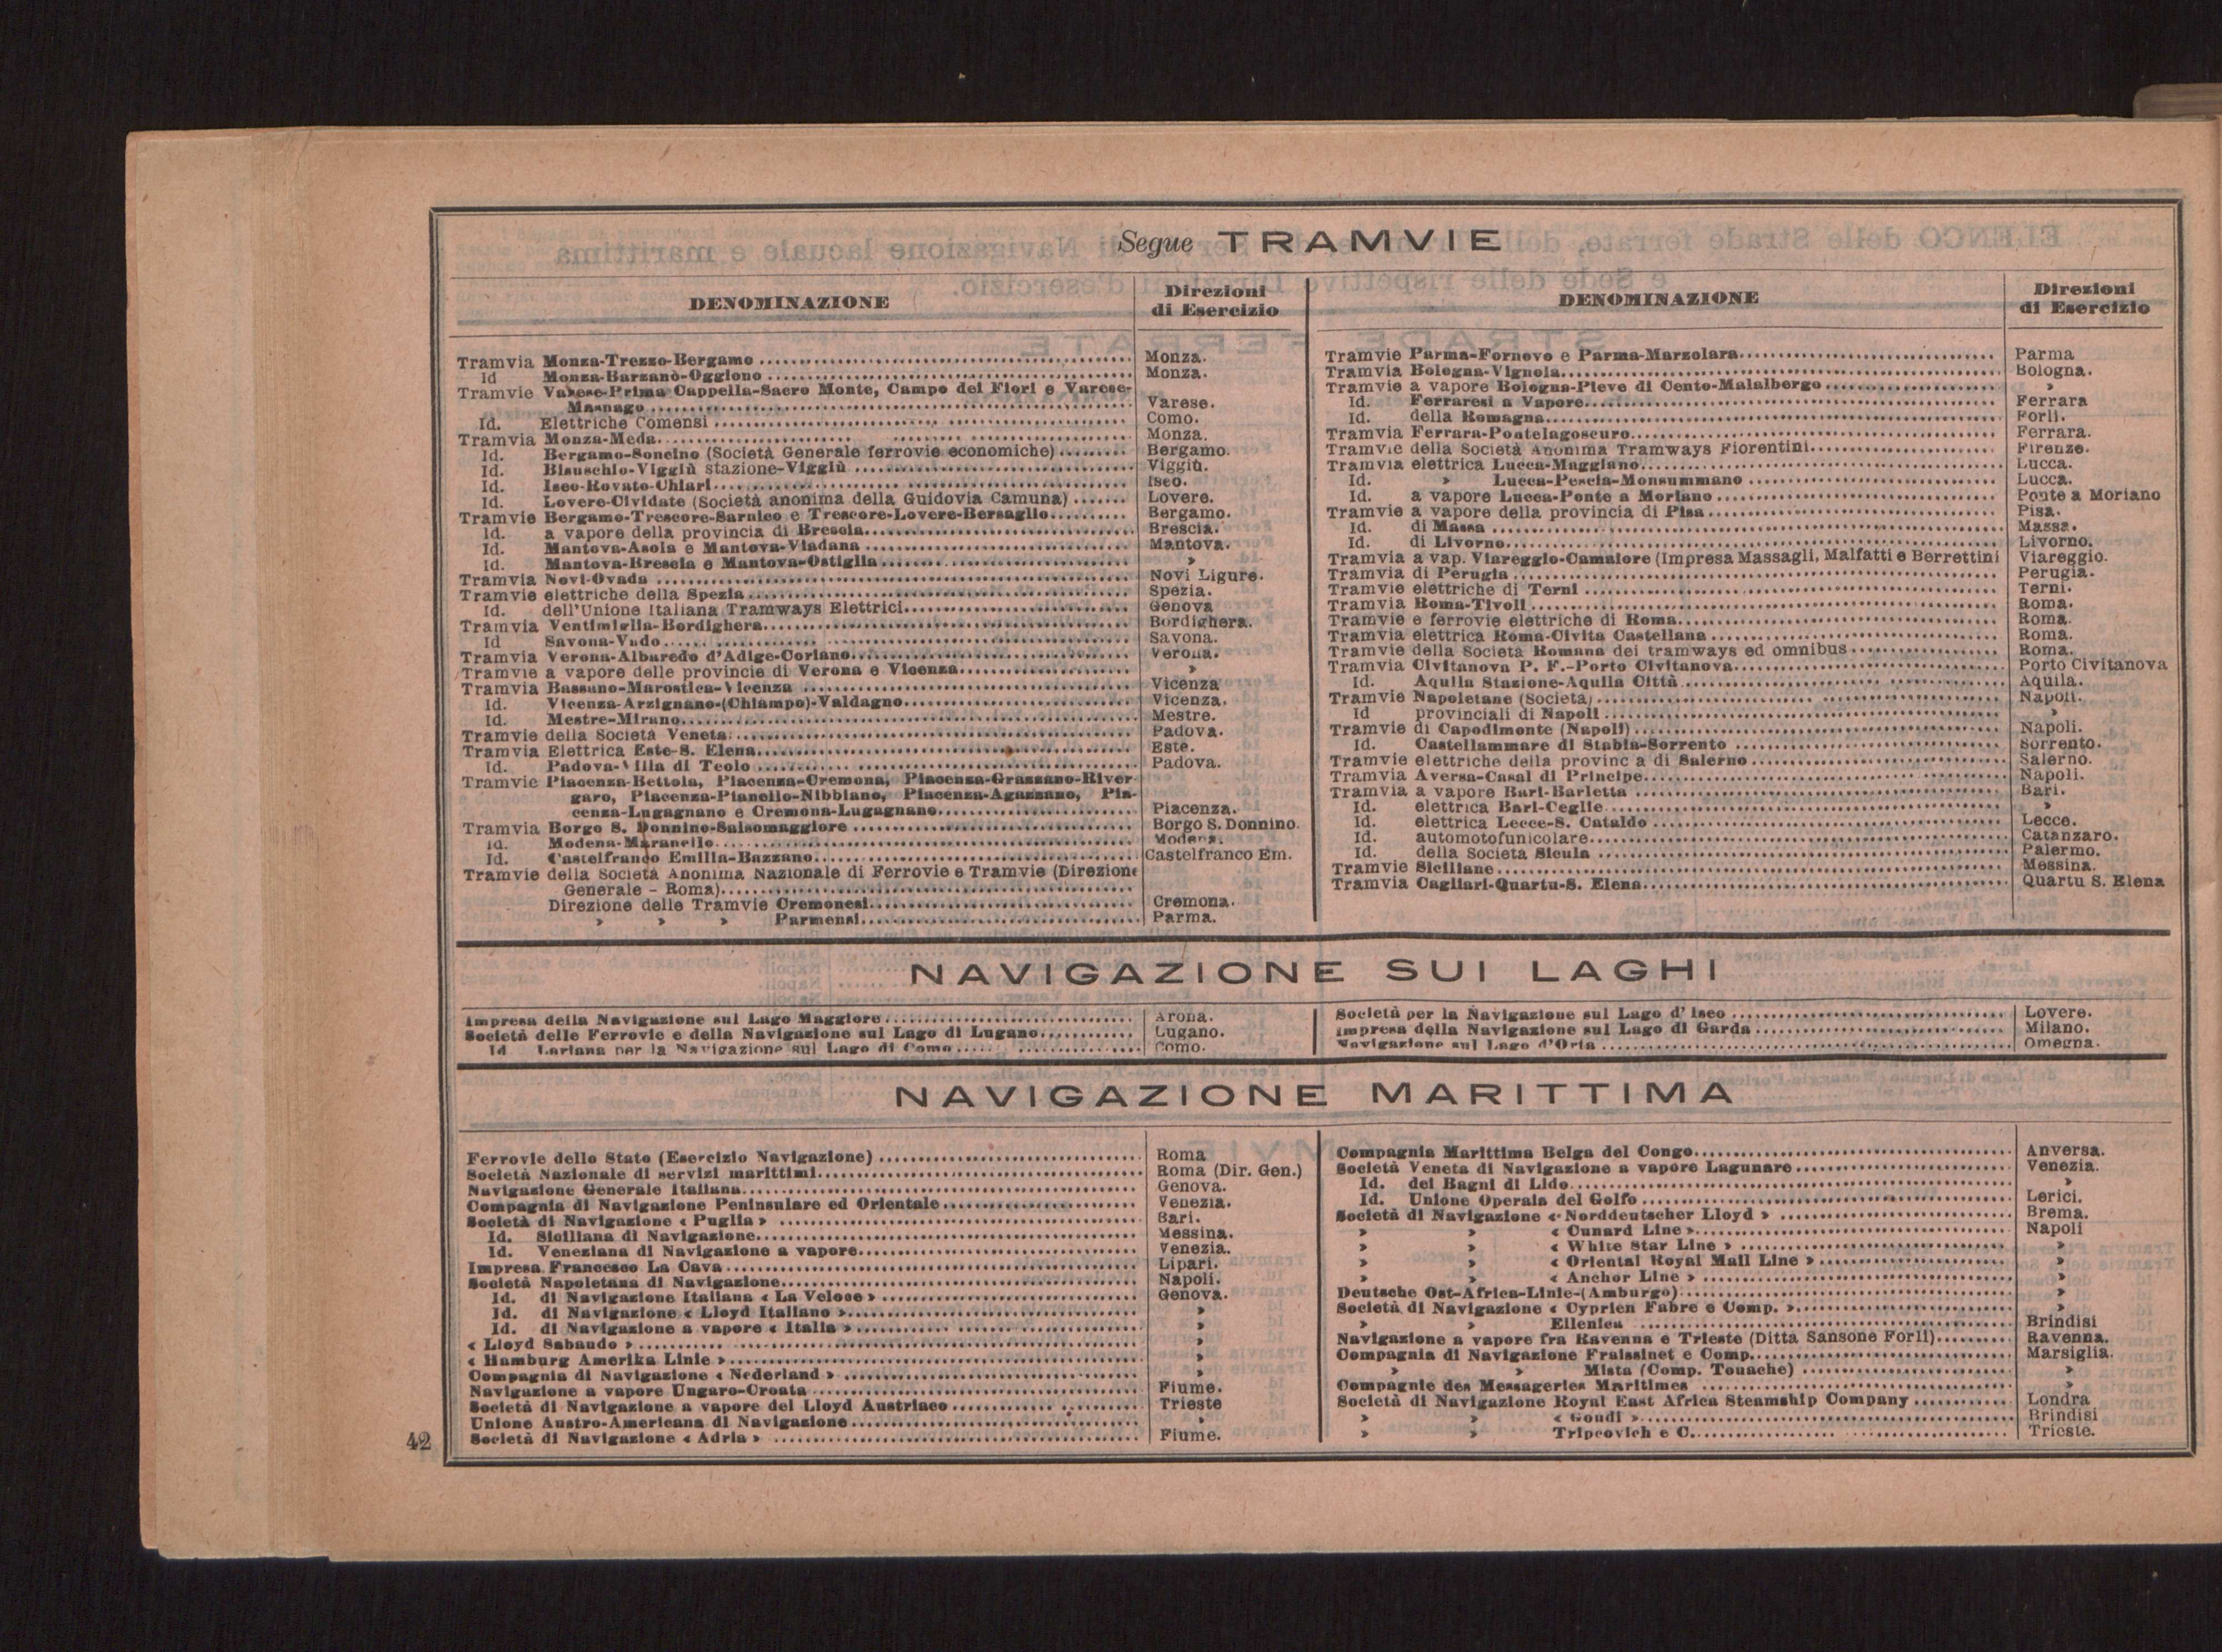 Segue TRAMVIE
DENOMINAZIONE
Direzioni
di Esercizio
Tramvia Monza-Trezzo-Bergamo ........ Monza.
Id Monza-Barzanò-Oggiono ........ Monza.
Tramvie Varese-Prima Cappella-Sacro Monte, Campo dei Fiori e Varese-
Masnago ........ Varese.
Id. Elettriche Comensi ........ Como.
Tramvia Monza-Meda ........ Monza.
Id. Bergamo-Soncino (Società Generale ferrovie economiche) ........ Bergamo.
Id. Bisuschio-Viggiù stazione-Viggiù ........ Viggiù.
Id. Iseo-Rovato-Chiari ........ Iseo.
Id. Lovere-Cividate (Società anonima della Guidovia Camuna) ........ Lovere.
Tramvie Bergamo-Trescore-Sarnico e Trescore-Lovere-Bersaglio ........ Bergamo.
Id. a vapore della provincia di Brescia ........ Brescia.
Id. Mantova-Asola e Mantova-Viadana ........ Mantova.
Id. Mantova-Brescia e Mantova-Ostiglia ........ »
Tramvia Novi-Ovada ........ Novi Ligure.
Tramvie elettriche della Spezia ........ Spezia.
Id. dell'Unione Italiana Tramways Elettrici ........ Genova
Tramvia Ventimiglia-Bordighera ........ Bordighera.
Id Savona-Vado ........ Savona.
Tramvia Verona-Albaredo d'Adige-Coriano ........ Verona.
Tramvie a vapore delle provincie di Verona e Vicenza ........ »
Tramvia Bassano-Marostica-Vicenza ........ Vicenza
Id. Vicenza-Arzignano-(Chiampo)-Valdagno ........ Vicenza.
Id. Mestre-Mirano ........ Mestre.
Tramvie della Società Veneta ........ Padova.
Tramvia Elettrica Este-S. Elena ........ Este.
Id. Padova-Villa di Teolo ........ Padova.
Tramvie Piacenza-Bettola, Piacenza-Cremona, Piacenza-Grazzano-River
garo, Piacenza-Pianello-Nibbiano, Piacenza-Agazzano, Pia-
cenza-Lugagnano e Cremona-Lugagnano ........ Piacenza.
Tramvia Borgo S. Donnino-Salsomaggiore ........ Borgo S. Donnino.
Id. Modena-Maranello ........ Modena.
Id. Castelfranco Emilia-Bazzano ........ Castelfranco Em.
Tramvie della Società Anonima Nazionale di Ferrovie e Tramvie (Direzione
Generale - Roma) ........
Direzione delle Tramvie Cremonesi ........ Cremona.
» » » Parmensi ........ Parma.
DENOMINAZIONE
Direzioni
di Esercizio
Tramvie Parma-Fornovo e Parma-Marzolara ........ Parma
Tramvia Bologna-Vignola ........ Bologna.
Tramvie a vapore Bologna-Pieve di Cento-Malalbergo ........ »
Id. Ferraresi a Vapore ........ Ferrara
Id. della Romagna ........ Forlì.
Tramvia Ferrara-Pontelagoscuro ........ Ferrara.
Tramvie della Società Anonima Tramways Fiorentini ........ Firenze.
Tramvia elettrica Lucca-Maggiano ........ Lucca.
Id. » Lucca-Pescia-Monsummano ........ Lucca.
Id. a vapore Lucca-Ponte a Moriano ........ Ponte a Moriano
Tramvie a vapore della provincia di Pisa ........ Pisa.
Id. di Massa ........ Massa.
Id. di Livorno ........ Livorno.
Tramvia a vap. Viareggio-Camaiore (Impresa Massagli, Malfatti e Berrettini Viareggio.
Tramvia di Perugia ........ Perugia.
Tramvie elettriche di Terni ........ Terni.
Tramvia Roma-Tivoli ........ Roma.
Tramvie e ferrovie elettriche di Roma ........ Roma.
Tramvia elettrica Roma-Civita Castellana ........ Roma.
Tramvie della Società Romana dei tramways ed omnibus ........ Roma.
Tramvia Civitanova P. F.-Porto Civitanova ........ Porto Civitanova
Id. Aquila Stazione-Aquila Città ........ Aquila.
Tramvie Napoletane (Società) ........ Napoli.
Id provinciali di Napoli ........ »
Tramvie di Capodimonte (Napoli) ........ Napoli.
Id. Castellammare di Stabia-Sorrento ........ Sorrento.
Tramvie elettriche della provinc a di Salerno ........ Salerno.
Tramvia Aversa-Casal di Principe ........ Napoli.
Tramvia a vapore Bari-Barletta ........ Bari.
Id. elettrica Bari-Ceglie ........ »
Id. elettrica Lecce-S. Cataldo ........ Lecce.
Id. automotofunicolare ........ Catanzaro.
Id. della Società Sicula ........ Palermo.
Tramvie Siciliane ........ Messina.
Tramvia Cagliari-Quartu-S. Elena ........ Quartu S. Elena
NAVIGAZIONE SUI LAGHI
Impresa della Navigazione sul Lago Maggiore ........ Arona.
Società delle Ferrovie e della Navigazione sul Lago di Lugano ........ Lugano.
Id Lariana per la Navigazione sul Lago di Como ........ Como.
Società per la Navigazione sul Lago d'Iseo ........ Lovere.
Impresa della Navigazione sul Lago di Garda ........ Milano.
Navigazione sul Lago d'Orta ........ Omegna.
NAVIGAZIONE MARITTIMA
Ferrovie dello Stato (Esercizio Navigazione) ........ Roma
Società Nazionale di servizi marittimi ........ Roma (Dir. Gen.)
Navigazione Generale Italiana ........ Genova.
Compagnia di Navigazione Peninsulare ed Orientale ........ Venezia.
Società di Navigazione « Puglia » ........ Bari.
Id. Siciliana di Navigazione ........ Messina.
Id. Veneziana di Navigazione a vapore ........ Venezia.
Impresa Francesco La Cava ........ Lipari.
Società Napoletana di Navigazione ........ Napoli.
Id. di Navigazione Italiana « La Veloce » ........ Genova.
Id. di Navigazione « Lloyd Italiano » ........ »
Id. di Navigazione a vapore « Italia » ........ »
« Lloyd Sabaudo » ........ »
« Hamburg Amerika Linie » ........ »
Compagnia di Navigazione « Nederland » ........ »
Navigazione a vapore Ungaro-Croata ........ Fiume.
Società di Navigazione a vapore del Lloyd Austriaco ........ Trieste
Unione Austro-Americana di Navigazione ........ »
Società di Navigazione « Adria » ........ Fiume.
Compagnia Marittima Belga del Congo ........ Anversa.
Società Veneta di Navigazione a vapore Lagunare ........ Venezia.
Id. dei Bagni di Lido ........ »
Id. Unione Operaia del Golfo ........ Lerici.
Società di Navigazione « Norddeutscher Lloyd » ........ Brema.
» » « Cunard Line » ........ Napoli
» » « White Star Line » ........ »
» » « Oriental Royal Mail Line » ........ »
» » « Anchor Line » ........ »
Deutsche Ost-Africa-Linie-(Amburgo) ........ »
Società di Navigazione « Cyprien Fabre e Comp. » ........ »
» » Ellenica ........ Brindisi
Navigazione a vapore fra Ravenna e Trieste (Ditta Sansone Forlì) ........ Ravenna.
Compagnia di Navigazione Fraissinet e Comp. ........ Marsiglia.
» » Mista (Comp. Touache) ........ »
Compagnie des Messageries Maritimes ........ »
Società di Navigazione Royal East Africa Steamship Company ........ Londra
» » « Goudi » ........ Brindisi
» » Tripcovich e C. ........ Trieste.
42